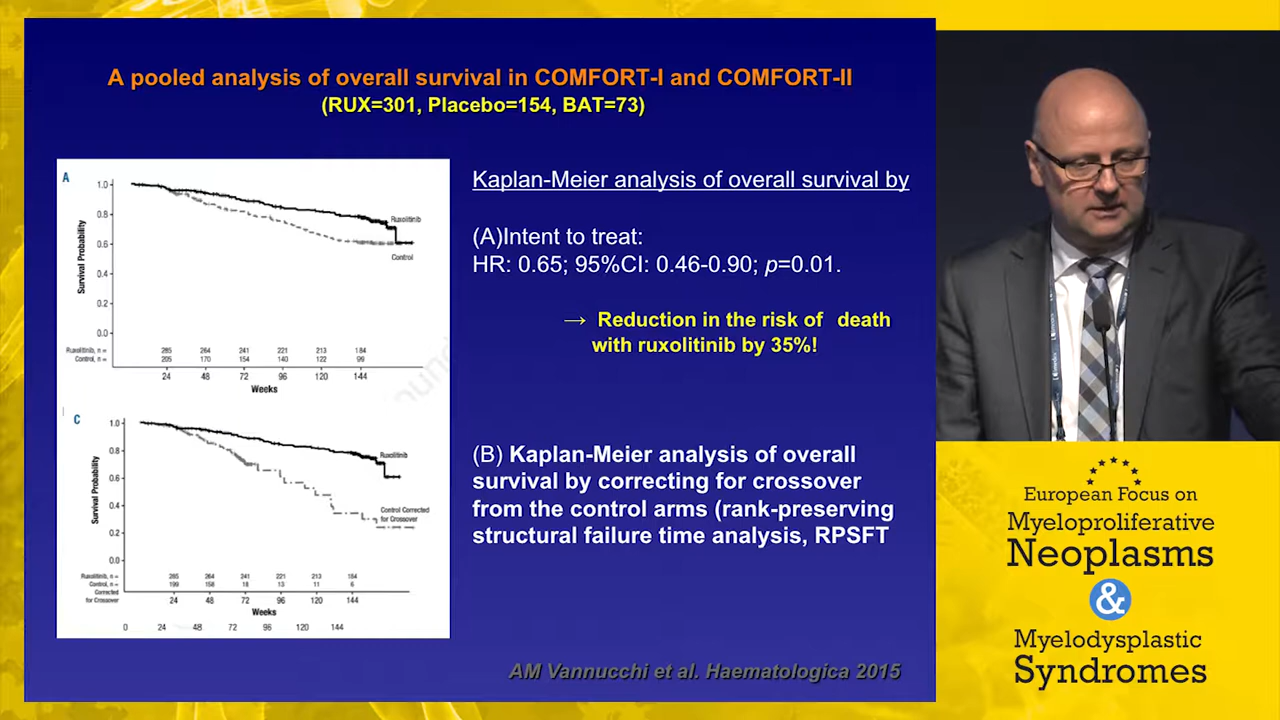 A pooled analysis of overall survival in COMFORT-I and COMFORT-II
(RUX=301, Placebo=154, BAT=73)
A
Survival Probability
1.0
0.8
0.6
0.4
0.2
0.0
Ruxolitinib
Control
Ruxolitinib, n = 285 264 241 221 213 184
Control, n = 205 170 154 140 122 99
24 48 72 96 120 144
Weeks
C
Survival Probability
1.0
0.8
0.6
0.4
0.2
0.0
Ruxolitinib
Control Corrected
for Crossover
Ruxolitinib, n = 285 264 241 221 213 184
Control, n = 199 158 18 13 11 6
Corrected
for Crossover
24 48 72 96 120 144
Weeks
0 24 48 72 96 120 144
Kaplan-Meier analysis of overall survival by
(A)Intent to treat:
HR: 0.65; 95%CI: 0.46-0.90; p=0.01.
→ Reduction in the risk of death
with ruxolitinib by 35%!
(B) Kaplan-Meier analysis of overall
survival by correcting for crossover
from the control arms (rank-preserving
structural failure time analysis, RPSFT
AM Vannucchi et al. Haematologica 2015
European Focus on
Myeloproliferative
Neoplasms
&
Myelodysplastic
Syndromes